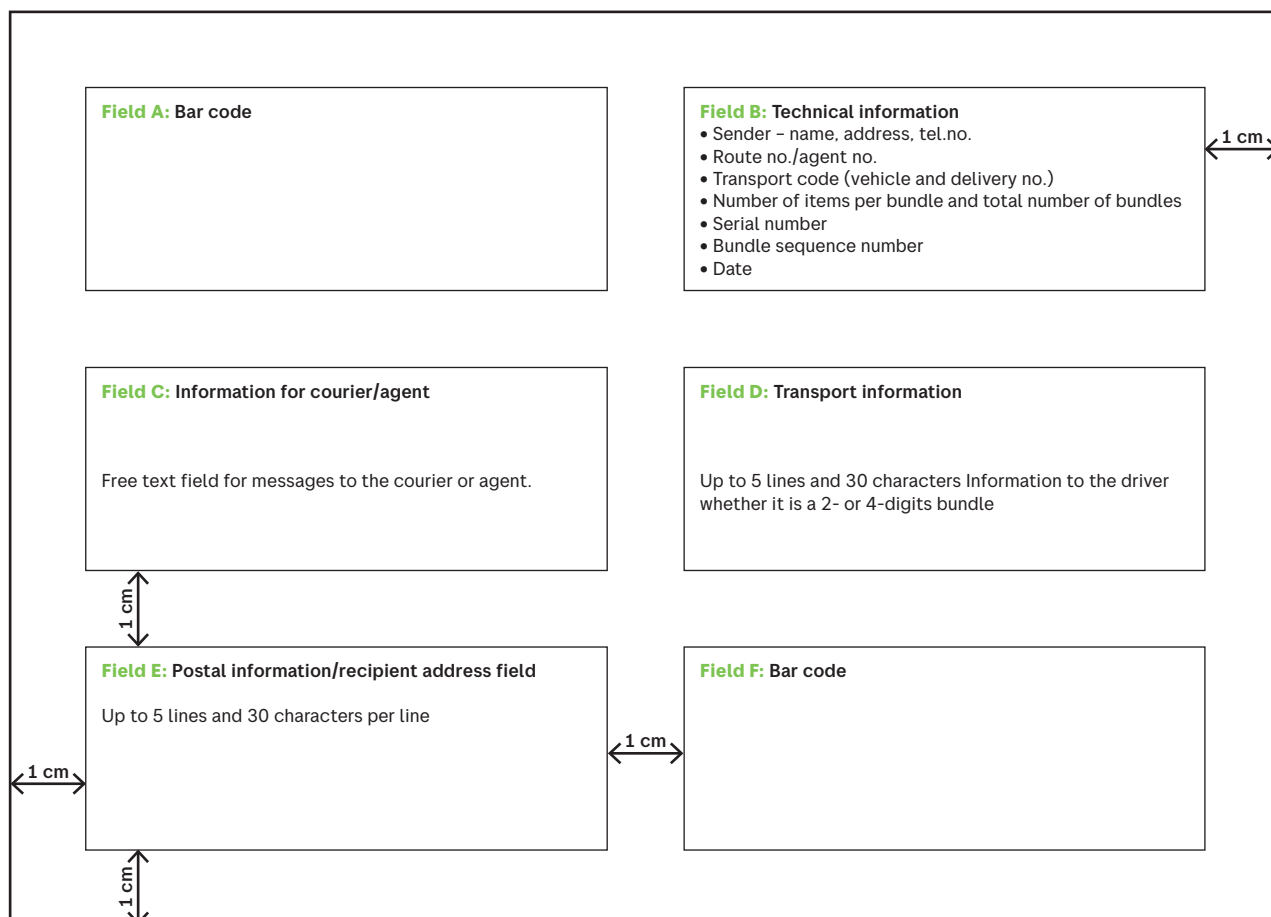 Field A: Bar code
Field B: Technical information
• Sender – name, address, tel.no.
• Route no./agent no.
• Transport code (vehicle and delivery no.)
• Number of items per bundle and total number of bundles
• Serial number
• Bundle sequence number
• Date
1 cm
Field C: Information for courier/agent
Free text field for messages to the courier or agent.
Field D: Transport information
Up to 5 lines and 30 characters Information to the driver
whether it is a 2- or 4-digits bundle
1 cm
Field E: Postal information/recipient address field
Up to 5 lines and 30 characters per line
1 cm
1 cm
Field F: Bar code
1 cm